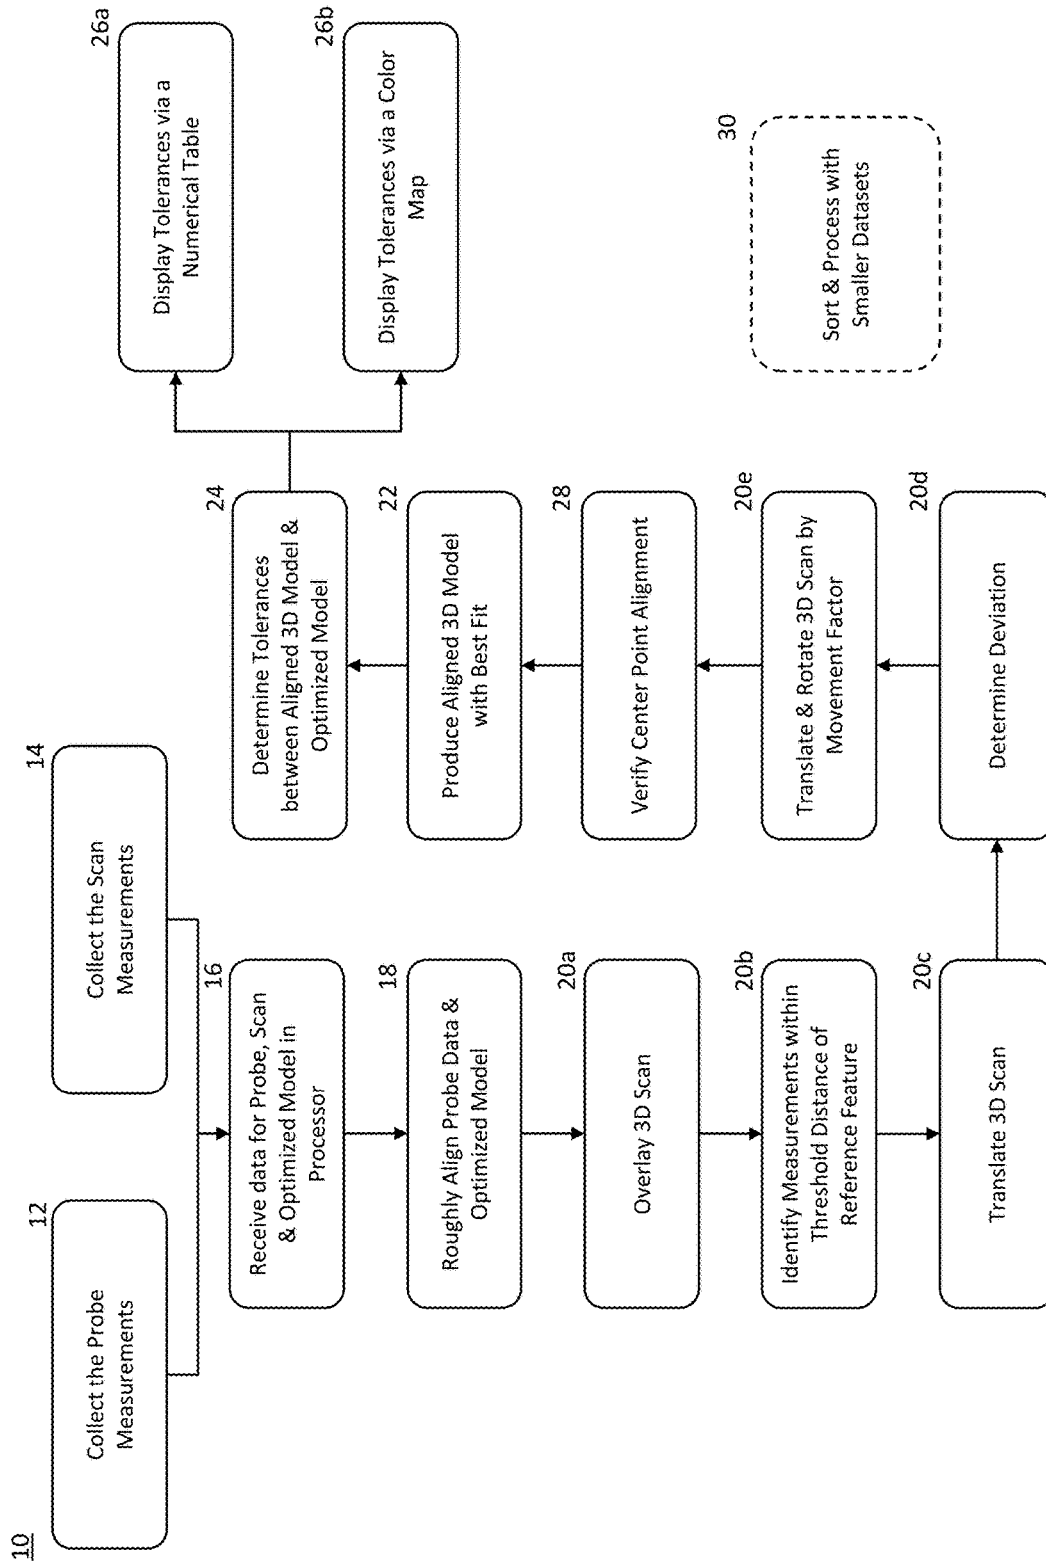 10
12
Collect the Probe
Measurements
14
Collect the Scan
Measurements
16
Receive data for Probe, Scan
& Optimized Model in
Processor
18
Roughly Align Probe Data &
Optimized Model
20a
Overlay 3D Scan
20b
Identify Measurements within
Threshold Distance of
Reference Feature
20c
Translate 3D Scan
20d
Determine Deviation
20e
Translate & Rotate 3D Scan by
Movement Factor
28
Verify Center Point Alignment
22
Produce Aligned 3D Model
with Best Fit
24
Determine Tolerances
between Aligned 3D Model &
Optimized Model
26a
Display Tolerances via a
Numerical Table
26b
Display Tolerances via a Color
Map
30
Sort & Process with
Smaller Datasets